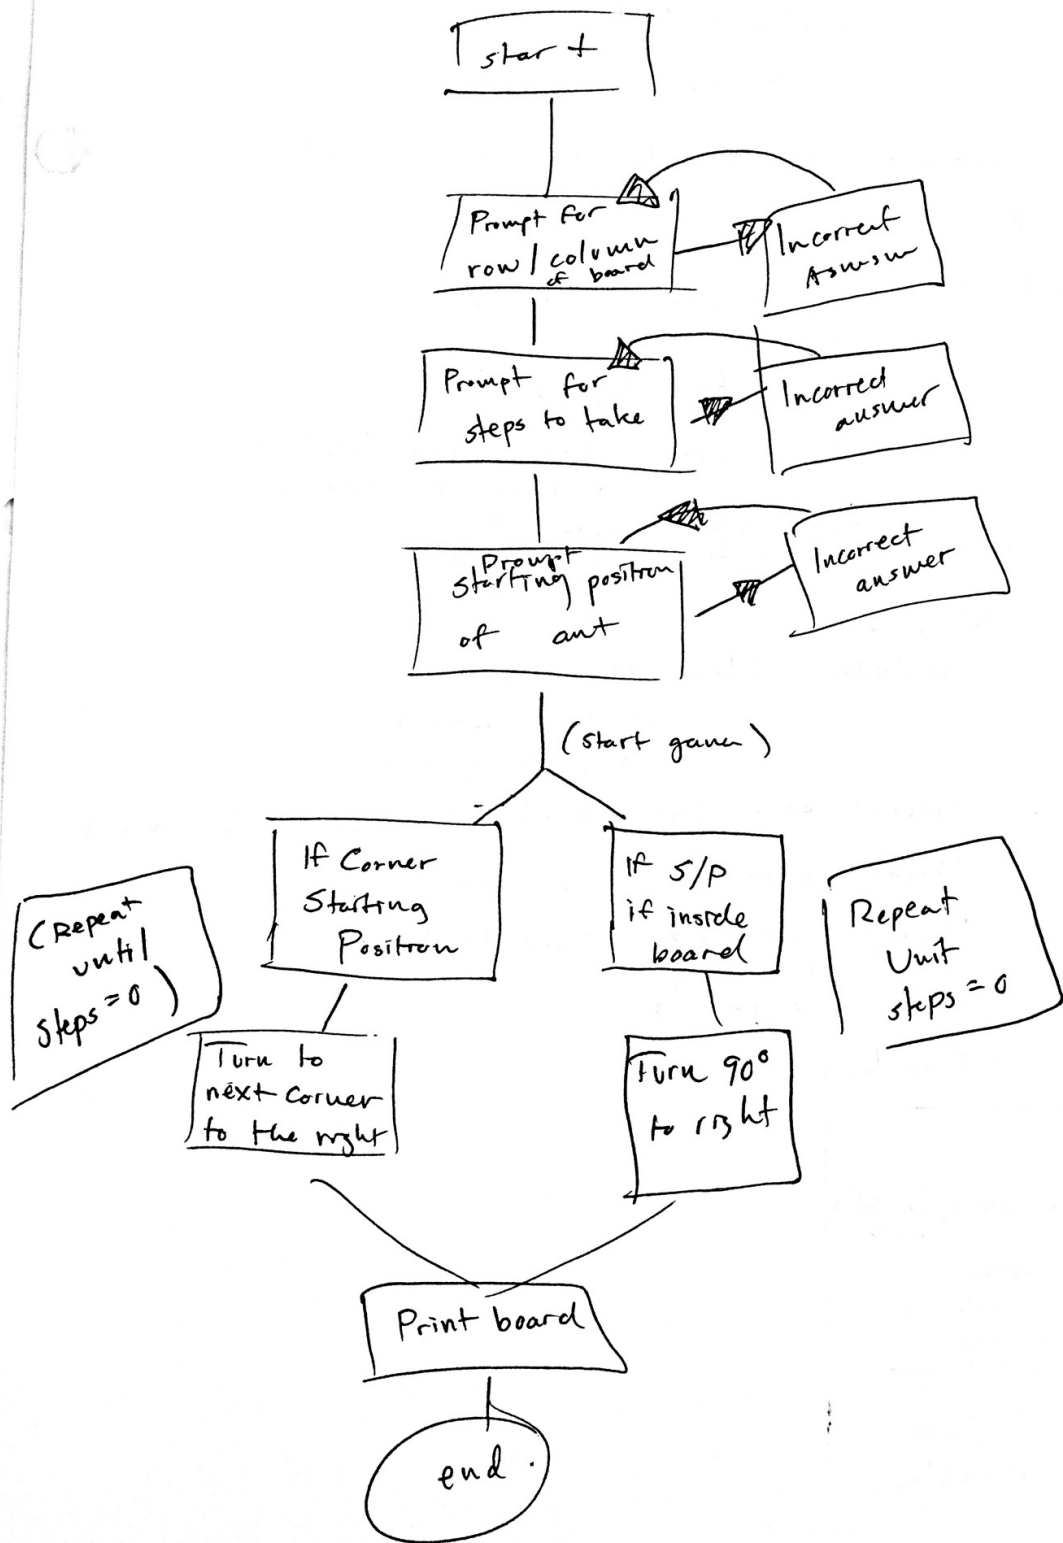 start
Prompt for
row / column
of board
Incorrect
Prompt for
steps to take
Incorrect
answer
Prompt
starting position
of ant
Incorrect
answer
(start game)
If Corner
Starting
Position
If S/P
if inside
board
(Repeat
until
steps = 0)
Repeat
Unit
steps = 0
Turn to
next corner
to the right
Turn 90°
to right
Print board
end.